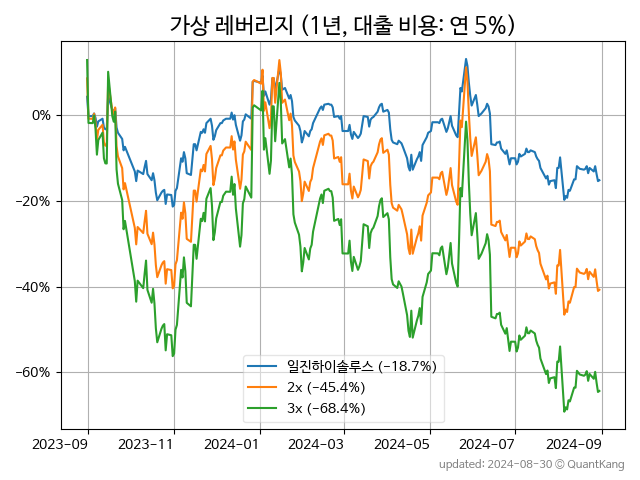 가상 레버리지 (1년, 대출 비용: 연 5%)
0%
−20%
−40%
−60%
일진하이솔루스 (−18.7%)
2x (−45.4%)
3x (−68.4%)
2023-09 2023-11 2024-01 2024-03 2024-05 2024-07 2024-09
updated: 2024-08-30 © QuantKang